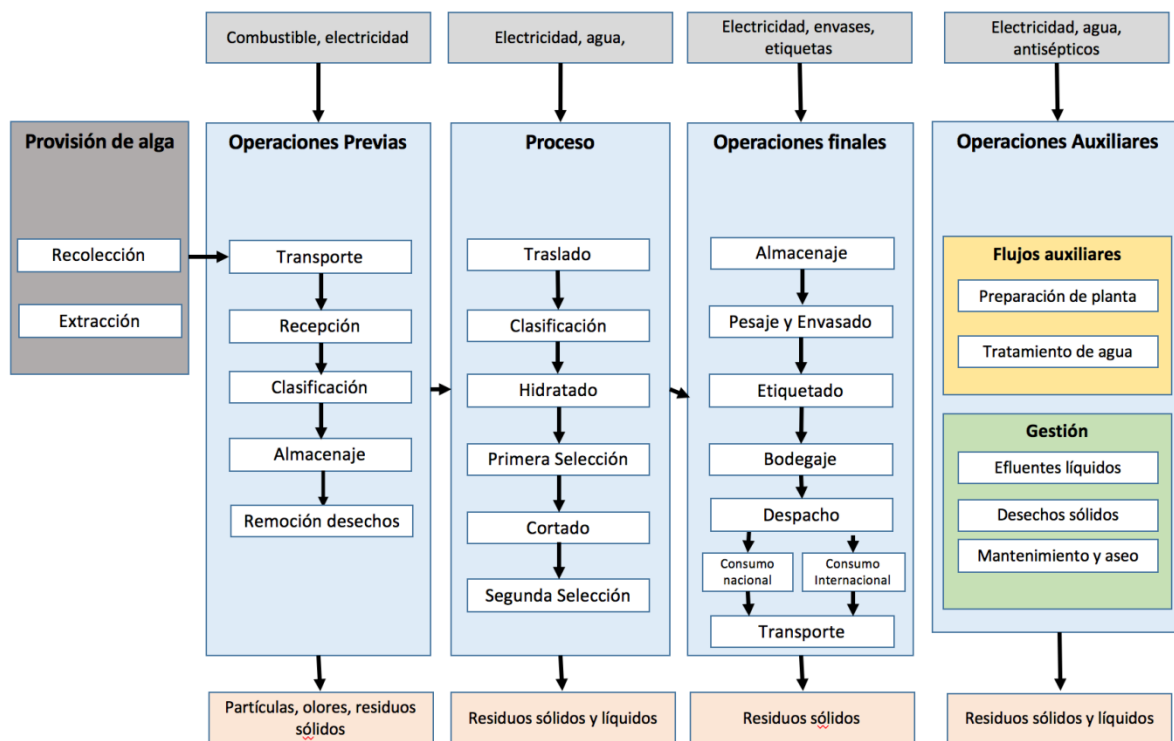 Combustible, electricidad
Electricidad, agua,
Electricidad, envases,
etiquetas
Electricidad, agua,
antisépticos
Provisión de alga
Recolección
Extracción
Operaciones Previas
Transporte
Recepción
Clasificación
Almacenaje
Remoción desechos
Proceso
Traslado
Clasificación
Hidratado
Primera Selección
Cortado
Segunda Selección
Operaciones finales
Almacenaje
Pesaje y Envasado
Etiquetado
Bodegaje
Despacho
Consumo
nacional
Consumo
Internacional
Transporte
Operaciones Auxiliares
Flujos auxiliares
Preparación de planta
Tratamiento de agua
Gestión
Efluentes líquidos
Desechos sólidos
Mantenimiento y aseo
Partículas, olores, residuos
sólidos
Residuos sólidos y líquidos
Residuos sólidos
Residuos sólidos y líquidos